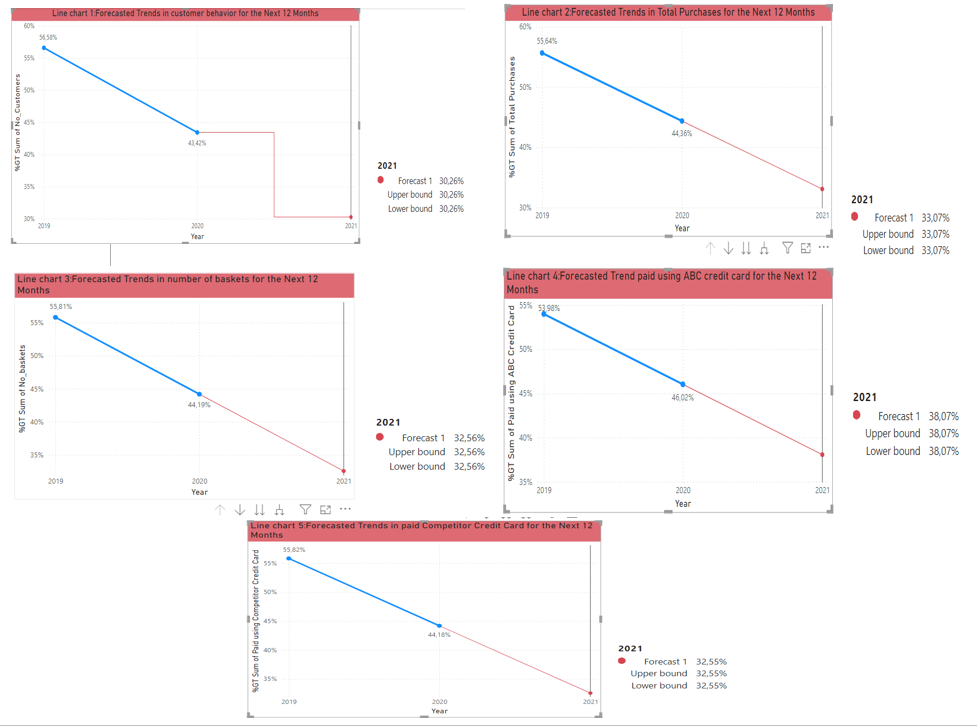 Line chart 1:Forecasted Trends in customer behavior for the Next 12 Months
%GT Sum of No_Customers
60%
55%
50%
45%
40%
35%
30%
56,58%
43,42%
2019
2020
2021
Year
2021
Forecast 1 30,26%
Upper bound 30,26%
Lower bound 30,26%
Line chart 2:Forecasted Trends in Total Purchases for the Next 12 Months
%GT Sum of Total Purchases
60%
50%
40%
30%
55,64%
44,36%
2019
2020
2021
Year
2021
Forecast 1 33,07%
Upper bound 33,07%
Lower bound 33,07%
Line chart 3:Forecasted Trends in number of baskets for the Next 12
Months
%GT Sum of No_baskets
55%
50%
45%
40%
35%
55,81%
44,19%
2019
2020
2021
Year
2021
Forecast 1 32,56%
Upper bound 32,56%
Lower bound 32,56%
Line chart 4:Forecasted Trend paid using ABC credit card for the Next 12
Months
%GT Sum of Paid using ABC Credit Card
55%
50%
45%
40%
35%
53,98%
46,02%
2019
2020
2021
Year
2021
Forecast 1 38,07%
Upper bound 38,07%
Lower bound 38,07%
Line chart 5:Forecasted Trends in paid Competitor Credit Card for the Next 12
Months
%GT Sum of Paid using Competitor Credit Card
55%
50%
45%
40%
35%
55,82%
44,18%
2019
2020
2021
Year
2021
Forecast 1 32,55%
Upper bound 32,55%
Lower bound 32,55%